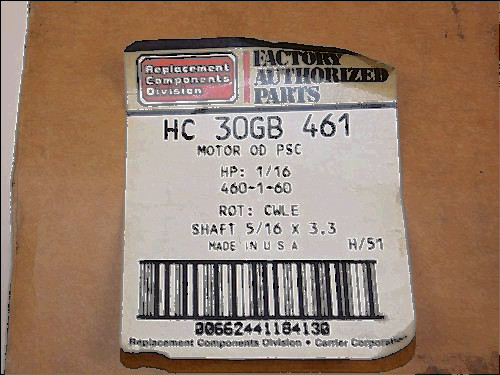 Replacement
Components
Division
FACTORY
AUTHORIZED
PARTS
HC 30GB 461
MOTOR OD PSC
HP: 1/16
460-1-60
ROT: CWLE
SHAFT 5/16 X 3.3
MADE IN U S A H/51
00662441184130
Replacement Components Division • Carrier Corporation